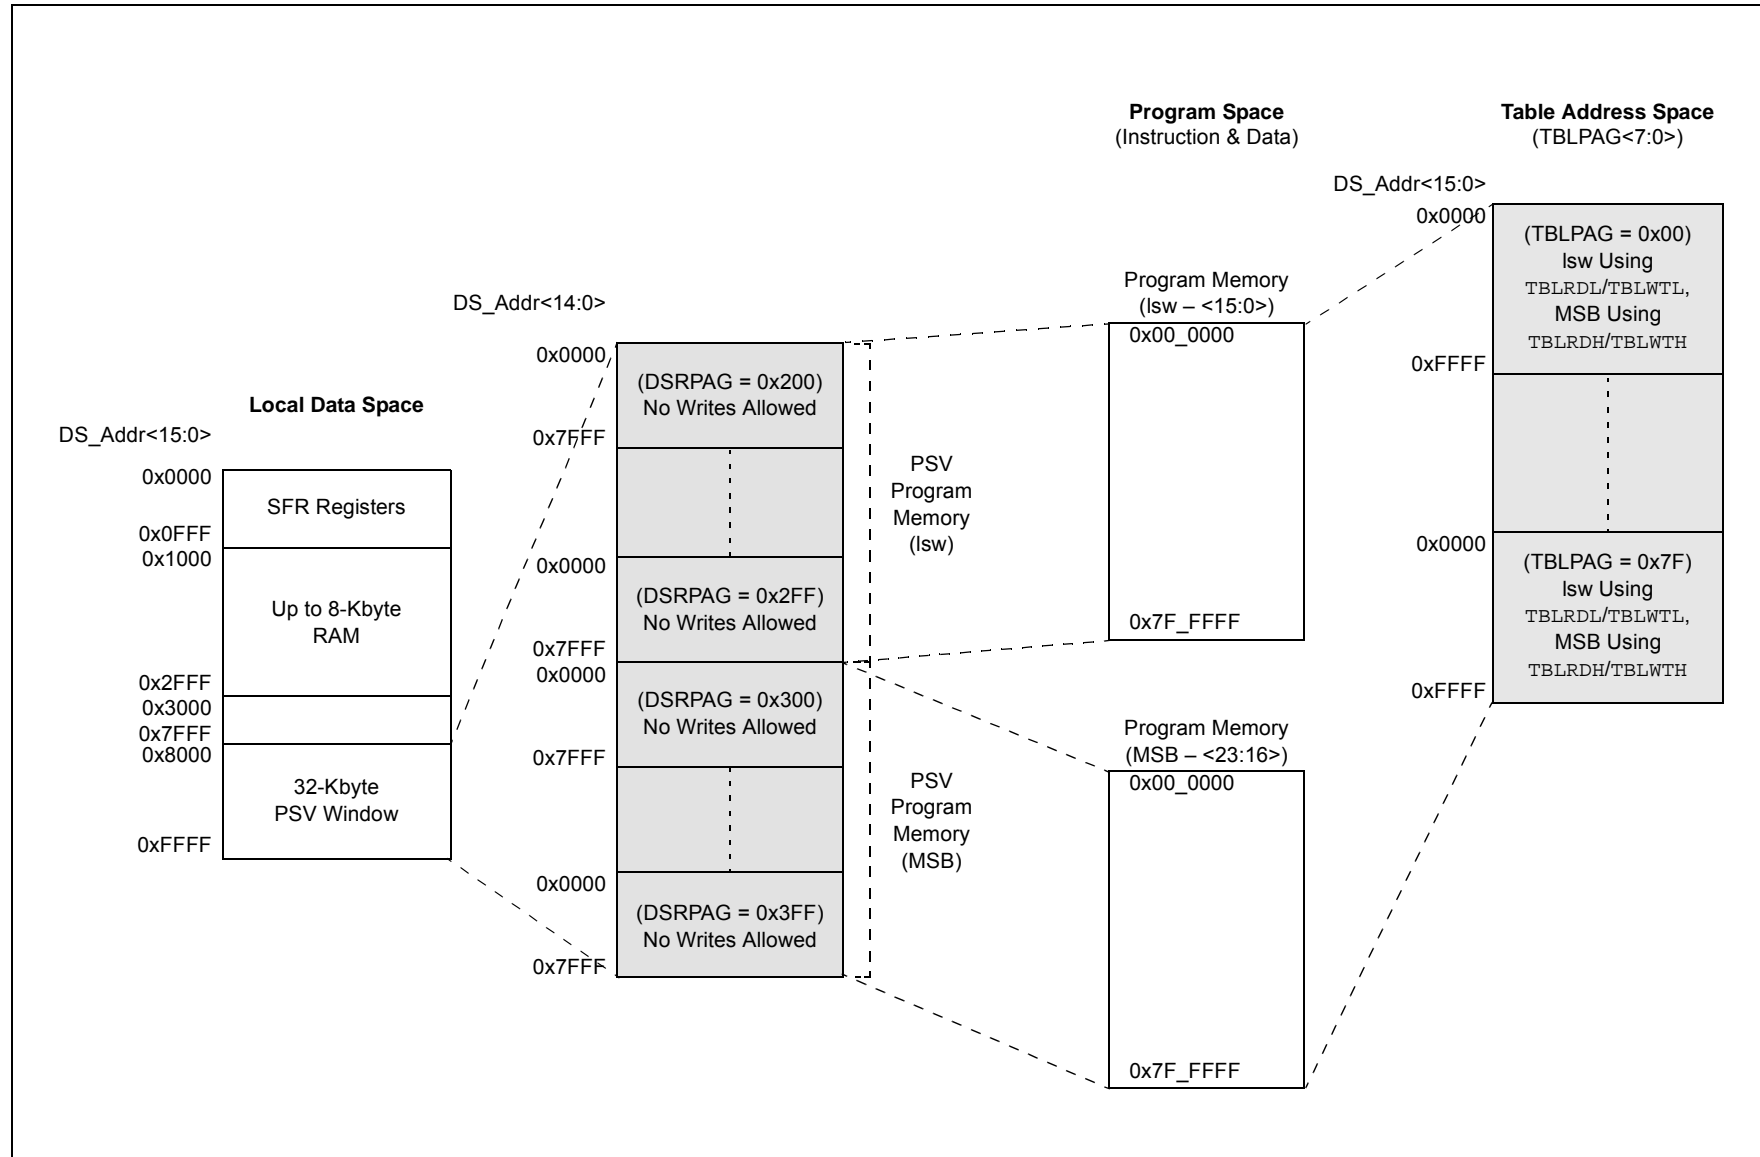 Program Space
(Instruction & Data)
Table Address Space
(TBLPAG<7:0>)
Local Data Space
DS_Addr<15:0>
0x0000
SFR Registers
0x0FFF
0x1000
Up to 8-Kbyte
RAM
0x2FFF
0x3000
0x7FFF
0x8000
32-Kbyte
PSV Window
0xFFFF
DS_Addr<14:0>
0x0000
(DSRPAG = 0x200)
No Writes Allowed
0x7FFF
0x0000
(DSRPAG = 0x2FF)
No Writes Allowed
0x7FFF
0x0000
(DSRPAG = 0x300)
No Writes Allowed
0x7FFF
0x0000
(DSRPAG = 0x3FF)
No Writes Allowed
0x7FFF
PSV
Program
Memory
(lsw)
PSV
Program
Memory
(MSB)
Program Memory
(lsw – <15:0>)
0x00_0000
0x7F_FFFF
Program Memory
(MSB – <23:16>)
0x00_0000
0x7F_FFFF
DS_Addr<15:0>
0x0000
(TBLPAG = 0x00)
lsw Using
TBLRDL/TBLWTL,
MSB Using
TBLRDH/TBLWTH
0xFFFF
0x0000
(TBLPAG = 0x7F)
lsw Using
TBLRDL/TBLWTL,
MSB Using
TBLRDH/TBLWTH
0xFFFF